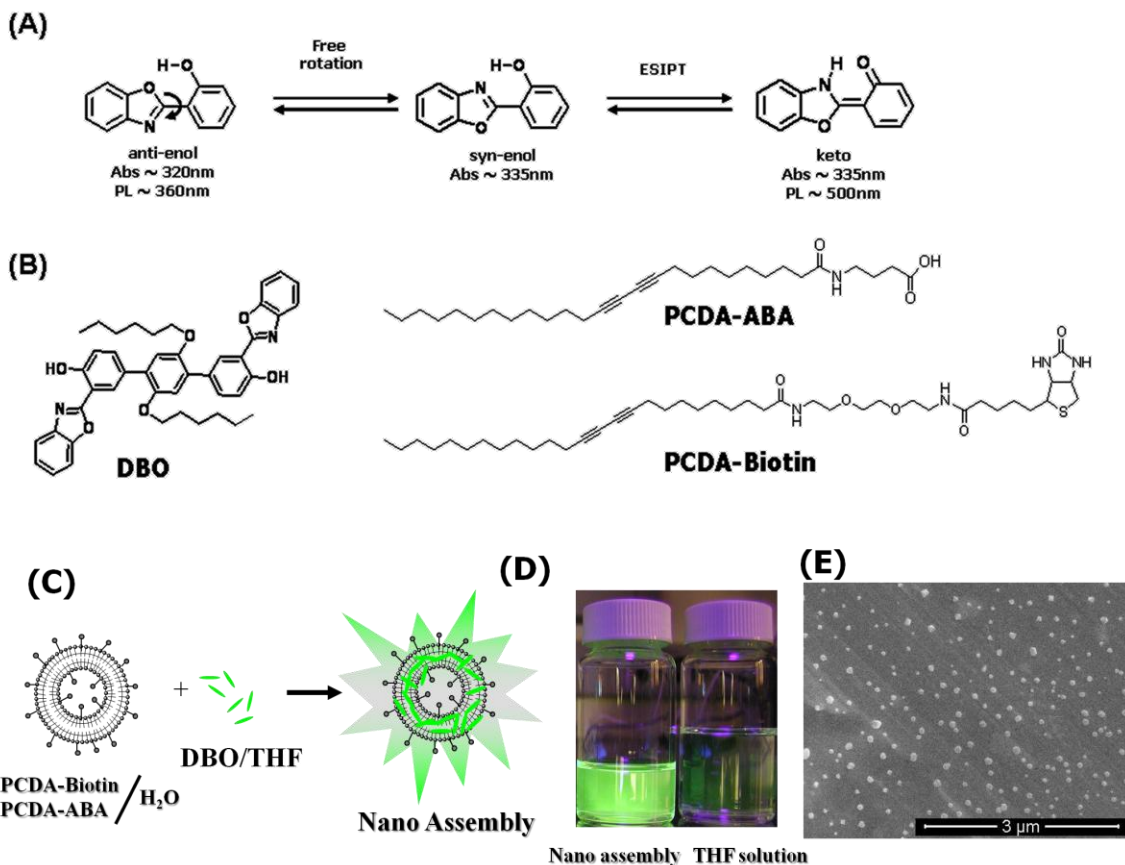 (A)
Free
rotation
ESIPT
H-O
O
N
anti-enol
Abs ~ 320nm
PL ~ 360nm
H-O
N
O
syn-enol
Abs ~ 335nm
H
N
O
O
keto
Abs ~ 335nm
PL ~ 500nm
(B)
O
N
O
HO
OH
O
N
O
DBO
O
N
H
OH
O
PCDA-ABA
O
N
H
O
O
H
N
O
O
HN
NH
S
PCDA-Biotin
(C)
+
DBO/THF
PCDA-Biotin
PCDA-ABA
/H2O
Nano Assembly
(D)
Nano assembly THF solution
(E)
3 µm